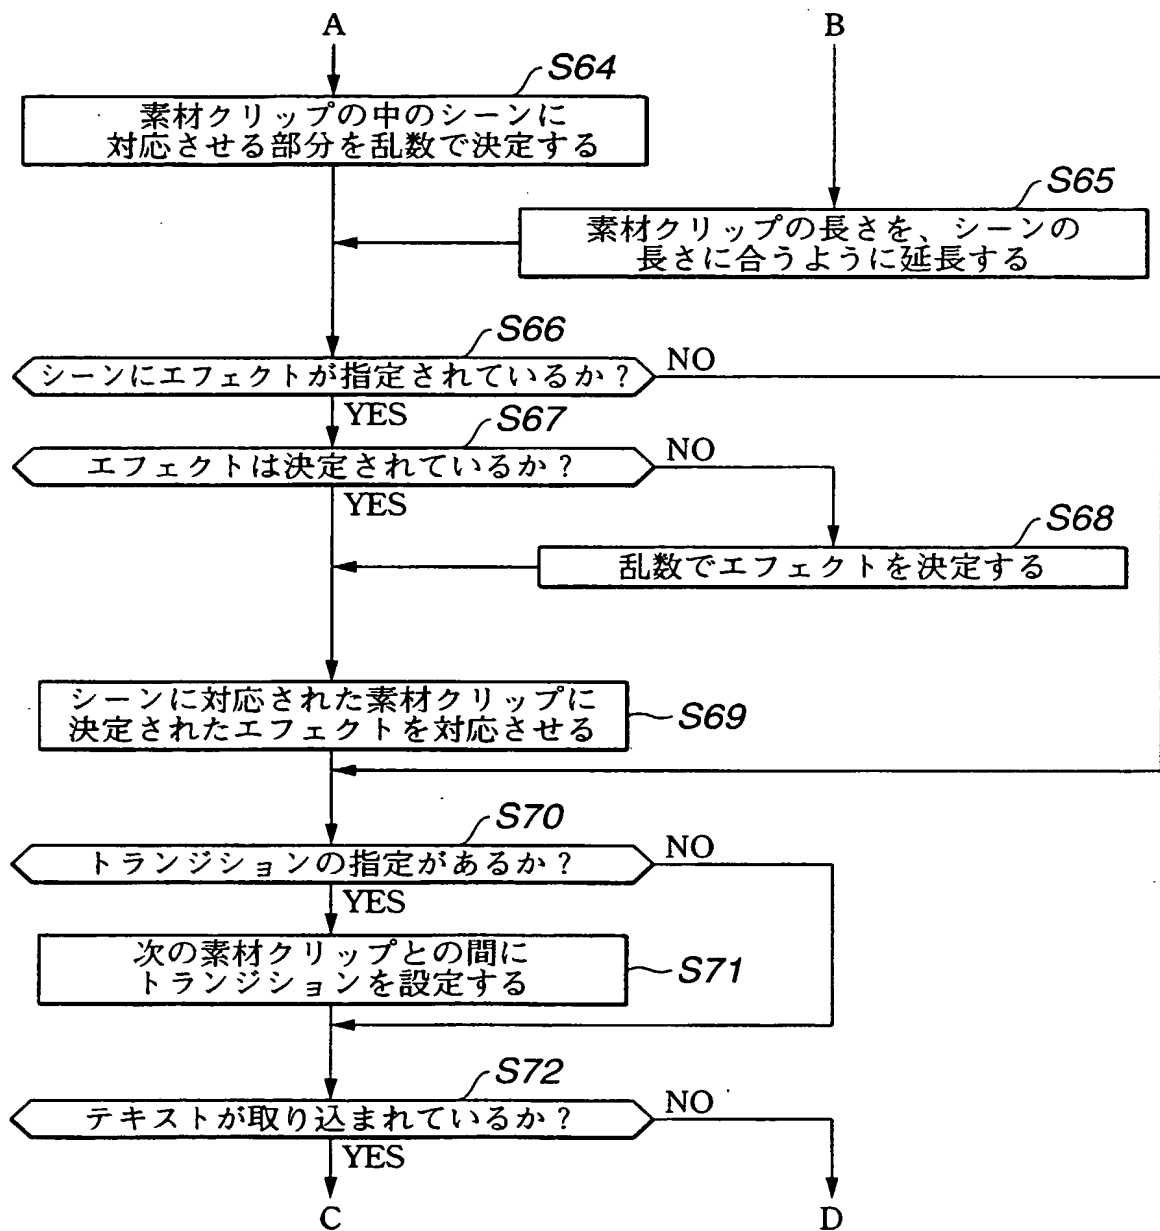 A
B
S64
素材クリップの中のシーンに
対応させる部分を乱数で決定する
S65
素材クリップの長さを、シーンの
長さに合うように延長する
S66
シーンにエフェクトが指定されているか?
NO
YES
S67
エフェクトは決定されているか?
NO
YES
S68
乱数でエフェクトを決定する
シーンに対応された素材クリップに
決定されたエフェクトを対応させる
S69
S70
トランジションの指定があるか?
NO
YES
次の素材クリップとの間に
トランジションを設定する
S71
S72
テキストが取り込まれているか?
NO
YES
C
D